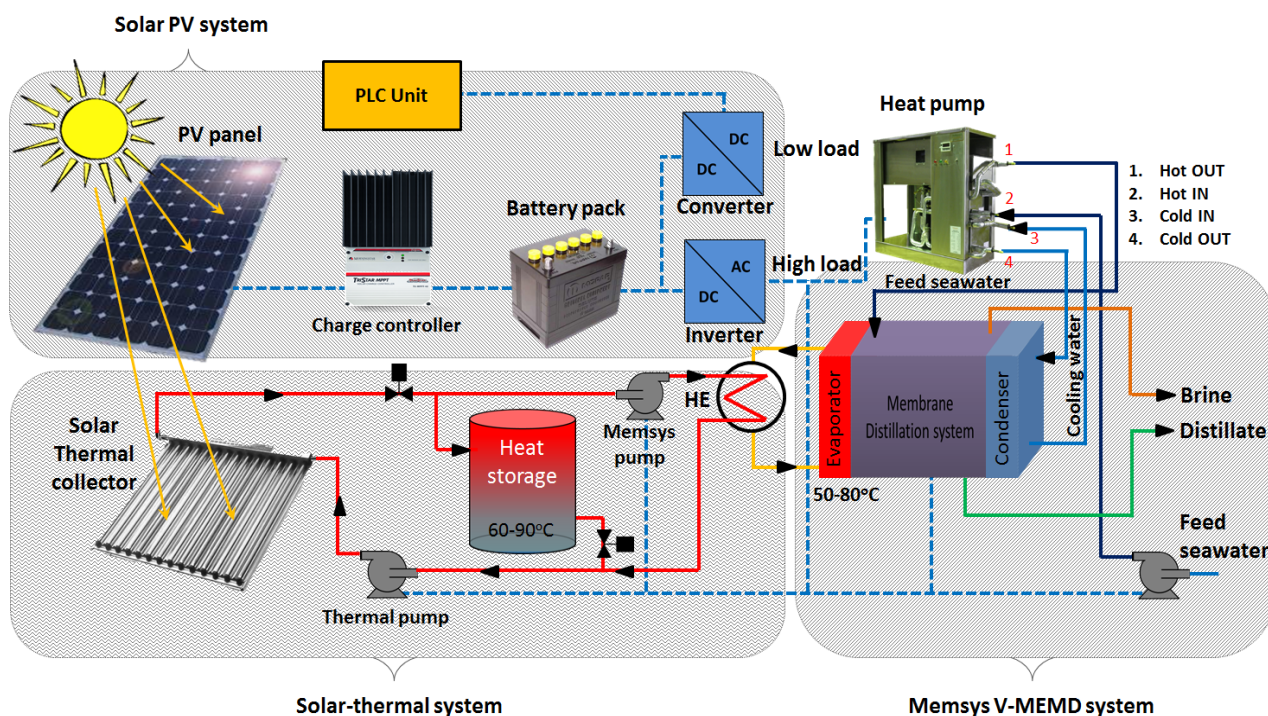 Solar PV system
PLC Unit
PV panel
Heat pump
1
DC
DC
Low load
1. Hot OUT
2. Hot IN
3. Cold IN
4. Cold OUT
2
Battery pack
Converter
3
AC
DC
High load
4
TRISTAR MPPT
Feed seawater
Charge controller
Inverter
Cooling water
HE
Evaporator
Membrane
Distillation system
Condenser
Brine
Distillate
Solar
Thermal
collector
Heat
storage
60-90°C
Memsys
pump
50-80°C
Feed
seawater
Thermal pump
Solar-thermal system
Memsys V-MEMD system